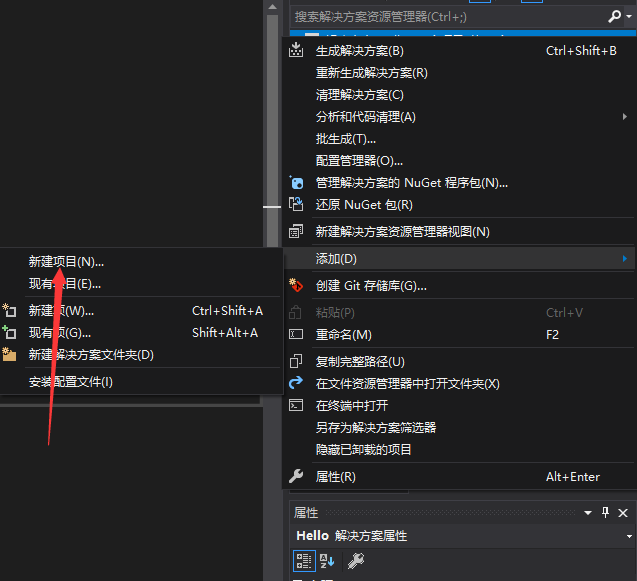 搜索解决方案资源管理器(Ctrl+;)
生成解决方案(B) Ctrl+Shift+B
重新生成解决方案(R)
清理解决方案(C)
分析和代码清理(A)
批生成(T)...
配置管理器(O)...
管理解决方案的 NuGet 程序包(N)...
还原 NuGet 包(R)
新建解决方案资源管理器视图(N)
添加(D)
新建项目(N)...
现有项目(E)...
新建项(W)... Ctrl+Shift+A
现有项(G)... Shift+Alt+A
新建解决方案文件夹(D)
安装配置文件(I)
创建 Git 存储库(G)...
粘贴(P) Ctrl+V
重命名(M) F2
复制完整路径(U)
在文件资源管理器中打开文件夹(X)
在终端中打开
另存为解决方案筛选器
隐藏已卸载的项目
属性(R) Alt+Enter
属性
Hello 解决方案属性